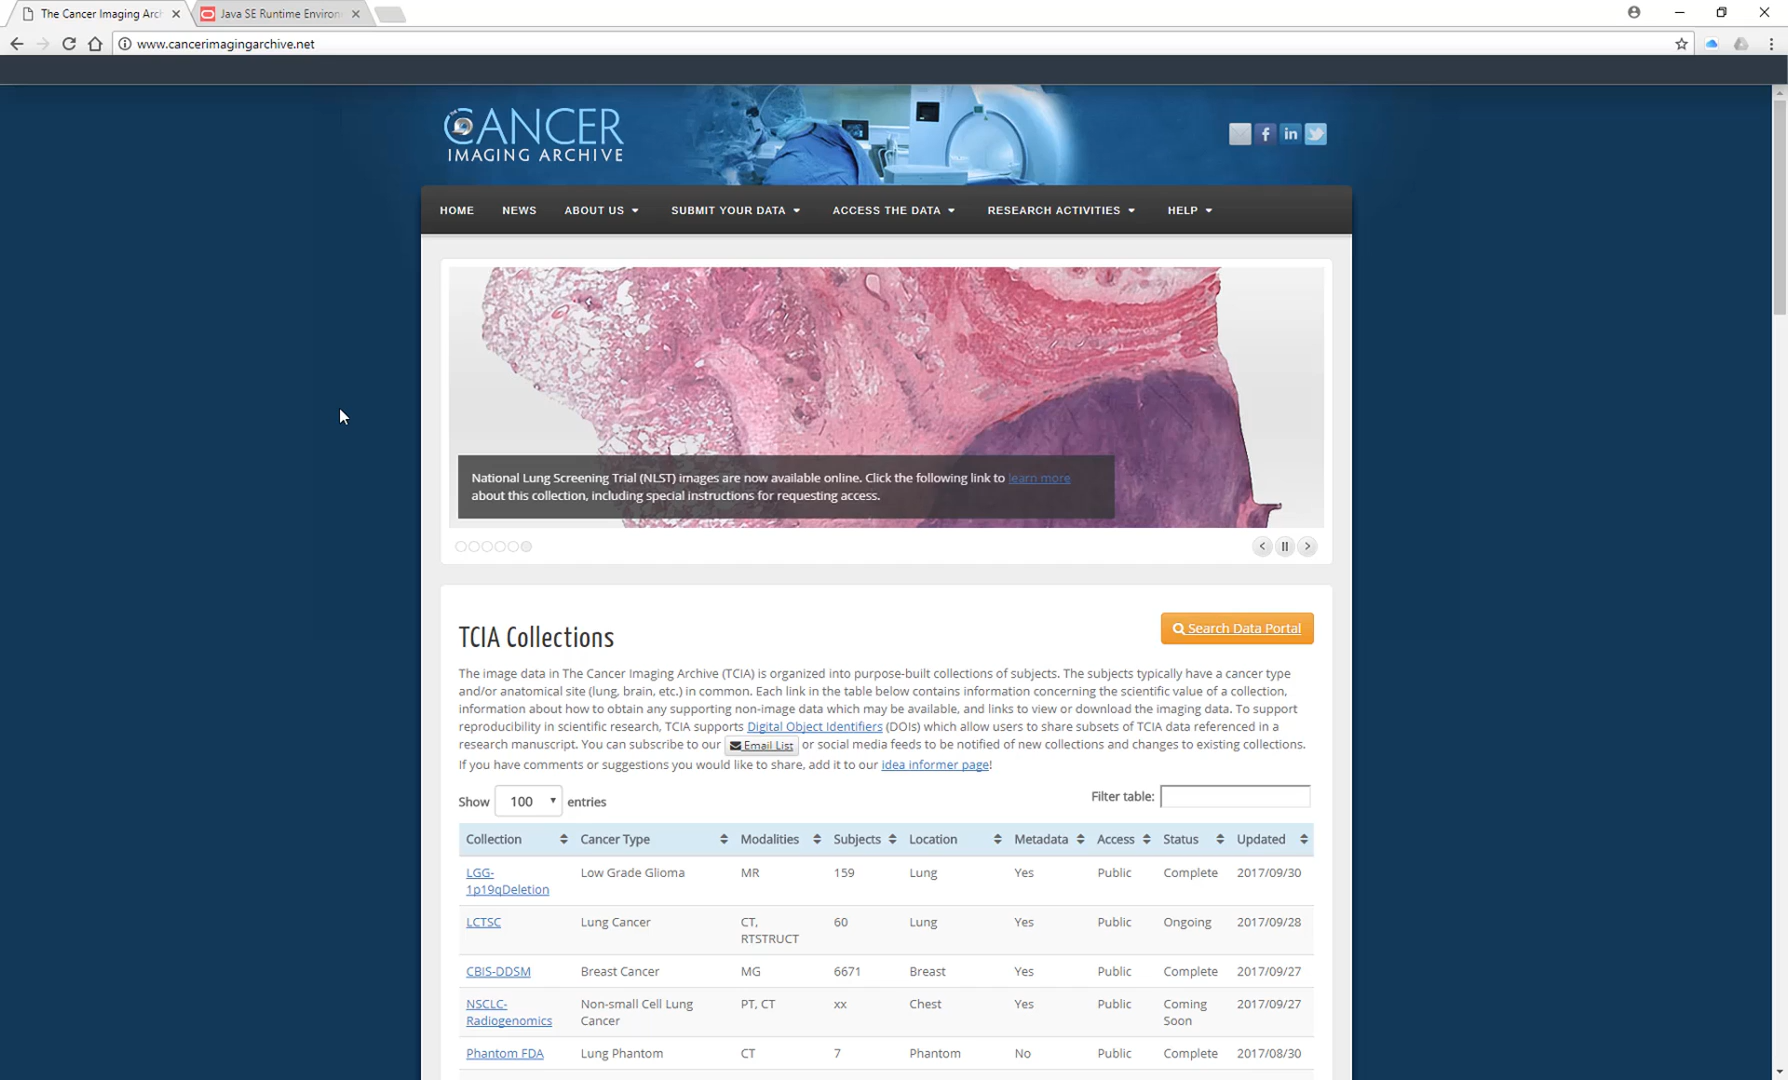 The Cancer Imaging Arc
Java SE Runtime Environ
www.cancerimagingarchive.net
THE CANCER
IMAGING ARCHIVE
HOME NEWS ABOUT US SUBMIT YOUR DATA ACCESS THE DATA RESEARCH ACTIVITIES HELP
National Lung Screening Trial (NLST) images are now available online. Click the following link to learn more
about this collection, including special instructions for requesting access.
TCIA Collections
Search Data Portal
The image data in The Cancer Imaging Archive (TCIA) is organized into purpose-built collections of subjects. The subjects typically have a cancer type
and/or anatomical site (lung, brain, etc.) in common. Each link in the table below contains information concerning the scientific value of a collection,
information about how to obtain any supporting non-image data which may be available, and links to view or download the imaging data. To support
reproducibility in scientific research, TCIA supports Digital Object Identifiers (DOIs) which allow users to share subsets of TCIA data referenced in a
research manuscript. You can subscribe to our Email List or social media feeds to be notified of new collections and changes to existing collections.
If you have comments or suggestions you would like to share, add it to our idea informer page!
Show 100 entries
Filter table:
Collection Cancer Type Modalities Subjects Location Metadata Access Status Updated
LGG-
1p19qDeletion Low Grade Glioma MR 159 Lung Yes Public Complete 2017/09/30
LCTSC Lung Cancer CT, 60 Lung Yes Public Ongoing 2017/09/28
RTSTRUCT
CBIS-DDSM Breast Cancer MG 6671 Breast Yes Public Complete 2017/09/27
NSCLC- Non-small Cell Lung PT, CT xx Chest Yes Public Coming 2017/09/27
Radiogenomics Cancer Soon
Phantom FDA Lung Phantom CT 7 Phantom No Public Complete 2017/08/30